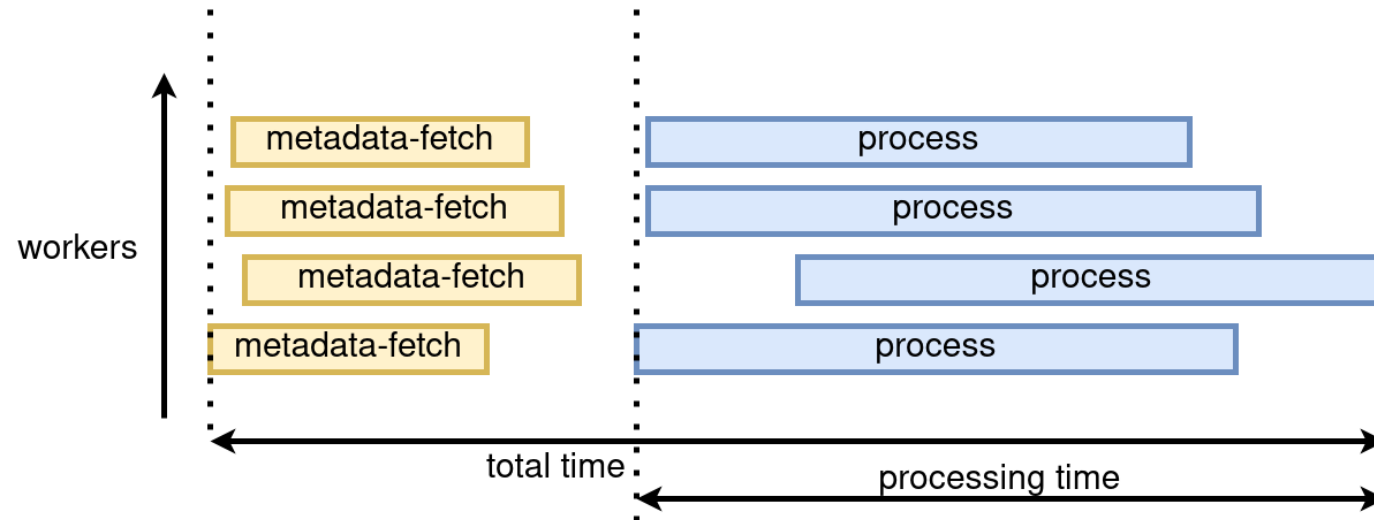 metadata-fetch
process
metadata-fetch
process
workers
metadata-fetch
process
metadata-fetch
process
total time
processing time